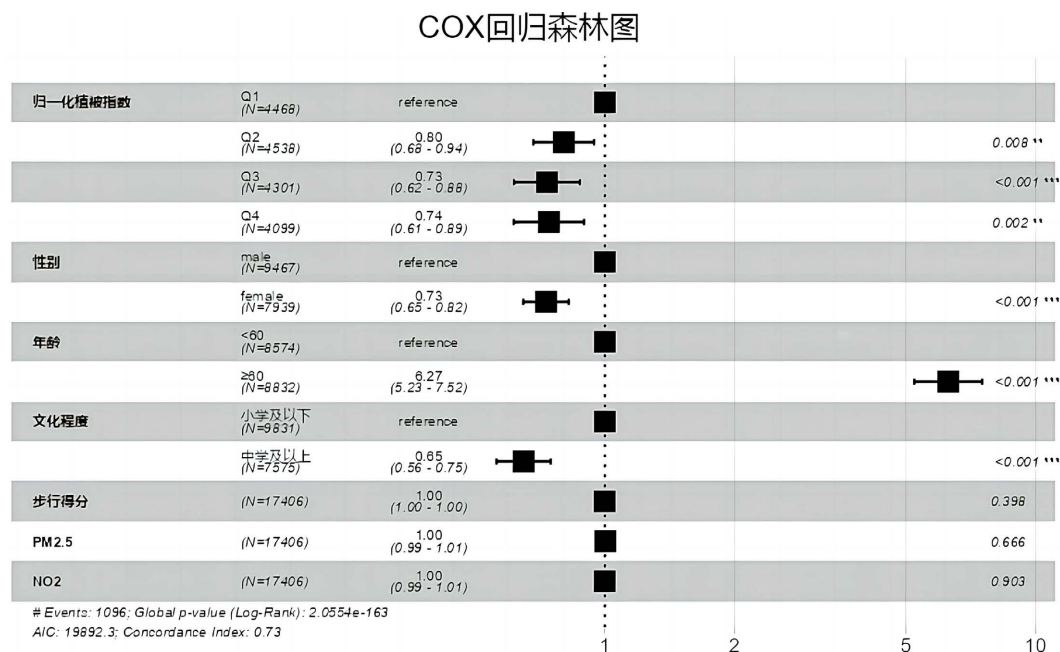 COX回归森林图
归一化植被指数 Q1 reference
(N=4468)
Q2 0.80 0.008 **
(N=4538) (0.68 - 0.94)
Q3 0.73 <0.001 ***
(N=4301) (0.62 - 0.88)
Q4 0.74 0.002 **
(N=4099) (0.61 - 0.89)
性别 male reference
(N=9467)
female 0.73 <0.001 ***
(N=7939) (0.65 - 0.82)
年龄 <60 reference
(N=8574)
≥60 6.27 <0.001 ***
(N=8832) (5.23 - 7.52)
文化程度 小学及以下 reference
(N=9831)
中学及以上 0.65 <0.001 ***
(N=7575) (0.56 - 0.75)
步行得分 (N=17406) 1.00 0.398
(1.00 - 1.00)
PM2.5 (N=17406) 1.00 0.666
(0.99 - 1.01)
NO2 (N=17406) 1.00 0.903
(0.99 - 1.01)
# Events: 1096; Global p-value (Log-Rank): 2.0554e-163
AIC: 19892.3; Concordance Index: 0.73
1 2 5 10